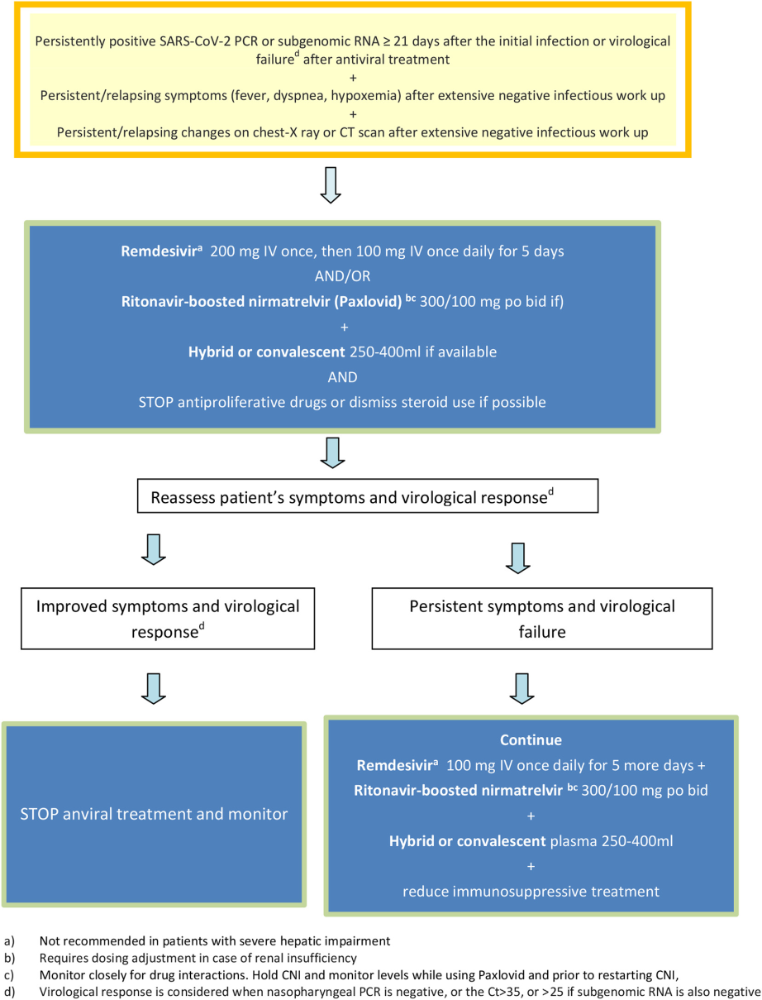 Persistently positive SARS-CoV-2 PCR or subgenomic RNA ≥ 21 days after the initial infection or virological
failureᵈ after antiviral treatment
+
Persistent/relapsing symptoms (fever, dyspnea, hypoxemia) after extensive negative infectious work up
+
Persistent/relapsing changes on chest-X ray or CT scan after extensive negative infectious work up
Remdesivirᵃ 200 mg IV once, then 100 mg IV once daily for 5 days
AND/OR
Ritonavir-boosted nirmatrelvir (Paxlovid) ᵇᶜ 300/100 mg po bid if)
+
Hybrid or convalescent 250-400ml if available
AND
STOP antiproliferative drugs or dismiss steroid use if possible
Reassess patient’s symptoms and virological responseᵈ
Improved symptoms and virological
responseᵈ
Persistent symptoms and virological
failure
STOP anviral treatment and monitor
Continue
Remdesivirᵃ 100 mg IV once daily for 5 more days +
Ritonavir-boosted nirmatrelvir ᵇᶜ 300/100 mg po bid
+
Hybrid or convalescent plasma 250-400ml
+
reduce immunosuppressive treatment
a) Not recommended in patients with severe hepatic impairment
b) Requires dosing adjustment in case of renal insufficiency
c) Monitor closely for drug interactions. Hold CNI and monitor levels while using Paxlovid and prior to restarting CNI,
d) Virological response is considered when nasopharyngeal PCR is negative, or the Ct>35, or >25 if subgenomic RNA is also negative